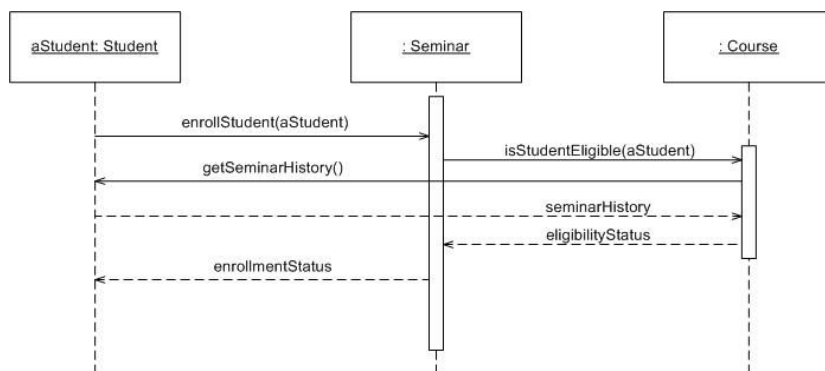 aStudent: Student
: Seminar
: Course
enrollStudent(aStudent)
isStudentEligible(aStudent)
getSeminarHistory()
seminarHistory
eligibilityStatus
enrollmentStatus